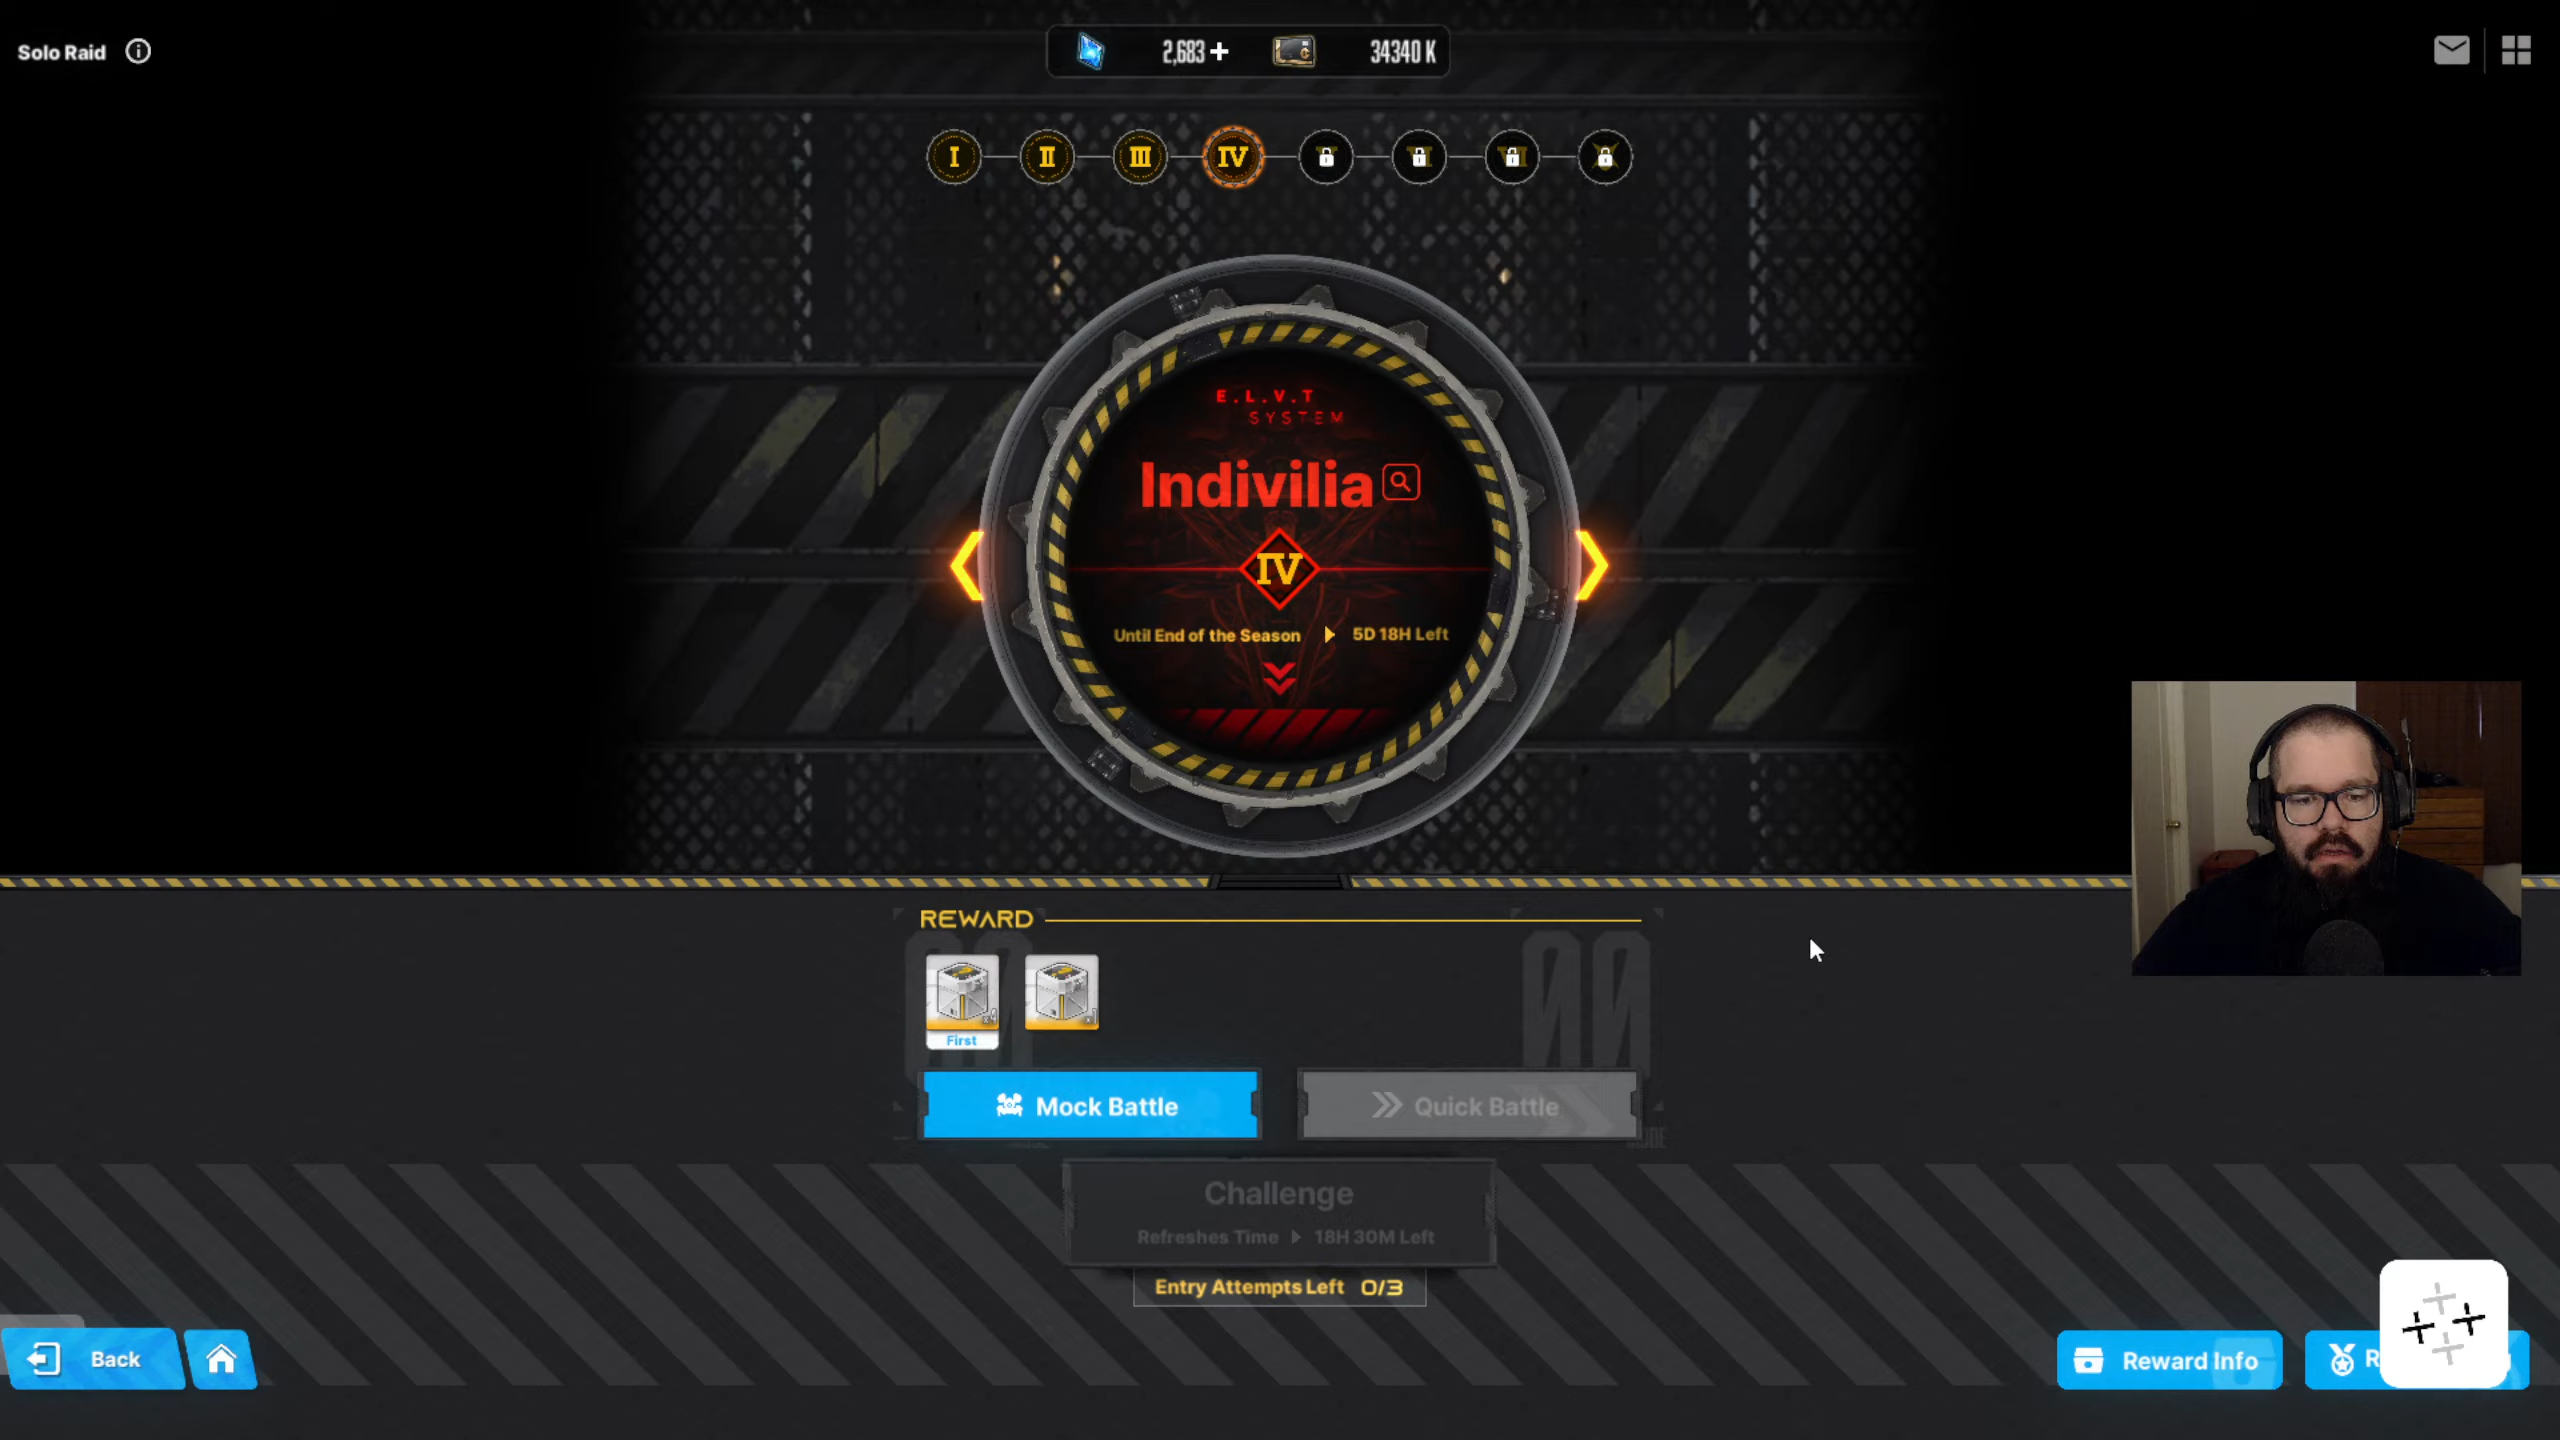 Solo Raid
2,683
34340 K
I
II
III
IV
E.L.V.T
SYSTEM
Indivilia
IV
Until End of the Season 5D 18H Left
REWARD
x4
x1
First
Mock Battle
Quick Battle
Challenge
Refreshes Time 18H 30M Left
Entry Attempts Left 0/3
Back
Reward Info